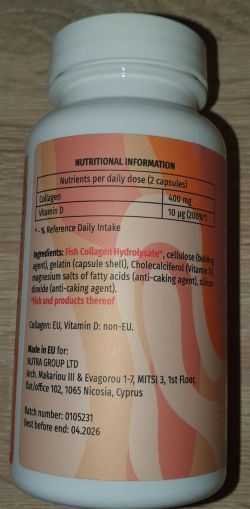 NUTRITIONAL INFORMATION
Nutrients per daily dose (2 capsules)
Collagen 400 mg
Vitamin D 10 µg (200%*)
* - % Reference Daily Intake
Ingredients: Fish Collagen Hydrolysate*, cellulose (bulking
agent), gelatin (capsule shell), Cholecalciferol (Vitamin D),
magnesium salts of fatty acids (anti-caking agent), silicon
dioxide (anti-caking agent).
*Fish and products thereof
Collagen: EU, Vitamin D: non-EU.
Made in EU for:
NUTRA GROUP LTD
Arch. Makariou III & Evagorou 1-7, MITSI 3, 1st Floor,
flat/office 102, 1065 Nicosia, Cyprus
Batch number: 0105231
Best before end: 04.2026